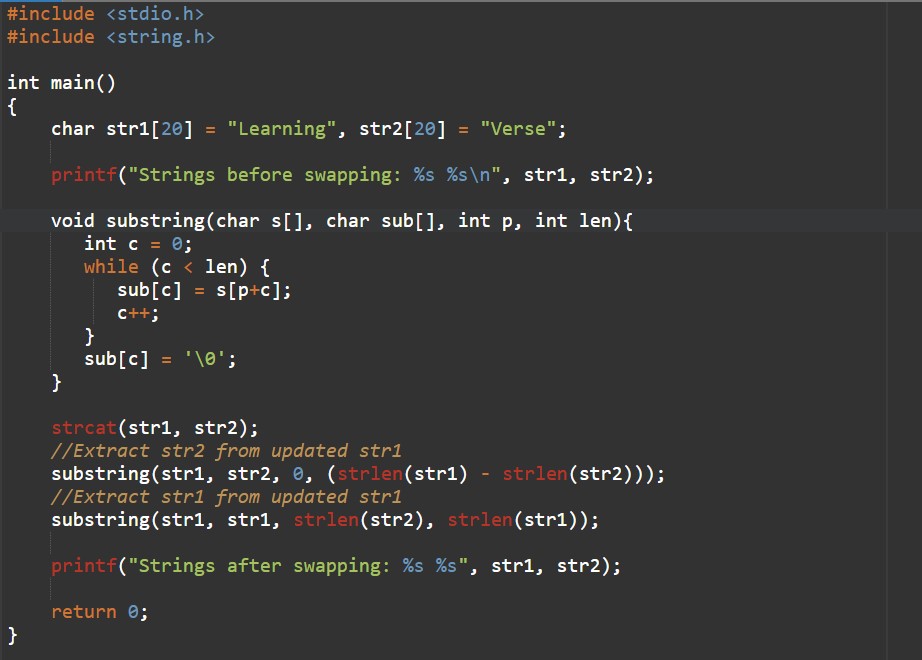 #include <stdio.h>
#include <string.h>
int main()
{
char str1[20] = "Learning", str2[20] = "Verse";
printf("Strings before swapping: %s %s\n", str1, str2);
void substring(char s[], char sub[], int p, int len){
int c = 0;
while (c < len) {
sub[c] = s[p+c];
c++;
}
sub[c] = '\0';
}
strcat(str1, str2);
//Extract str2 from updated str1
substring(str1, str2, 0, (strlen(str1) - strlen(str2)));
//Extract str1 from updated str1
substring(str1, str1, strlen(str2), strlen(str1));
printf("Strings after swapping: %s %s", str1, str2);
return 0;
}